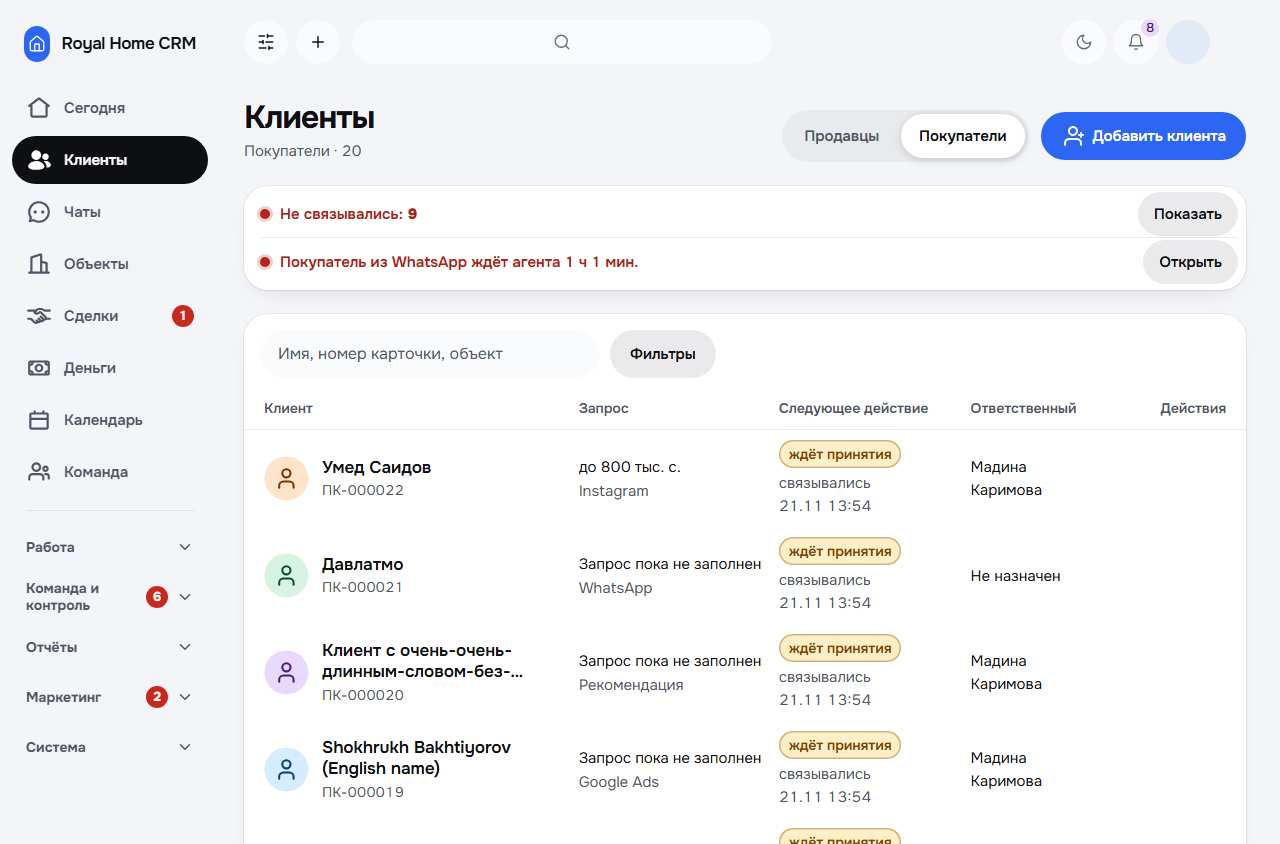 Royal Home CRM
8
Сегодня
Клиенты
Чаты
Объекты
Сделки 1
Деньги
Календарь
Команда
Работа
Команда и
контроль 6
Отчёты
Маркетинг 2
Система
Клиенты
Покупатели · 20
Продавцы
Покупатели
Добавить клиента
Не связывались: 9
Показать
Покупатель из WhatsApp ждёт агента 1 ч 1 мин.
Открыть
Имя, номер карточки, объект
Фильтры
Клиент Запрос Следующее действие Ответственный Действия
Умед Саидов
ПК-000022
до 800 тыс. с.
Instagram
ждёт принятия
связывались
21.11 13:54
Мадина
Каримова
Давлатмо
ПК-000021
Запрос пока не заполнен
WhatsApp
ждёт принятия
связывались
21.11 13:54
Не назначен
Клиент с очень-очень-
длинным-словом-без-...
ПК-000020
Запрос пока не заполнен
Рекомендация
ждёт принятия
связывались
21.11 13:54
Мадина
Каримова
Shokhrukh Bakhtiyorov
(English name)
ПК-000019
Запрос пока не заполнен
Google Ads
ждёт принятия
связывались
21.11 13:54
Мадина
Каримова
ждёт принятия